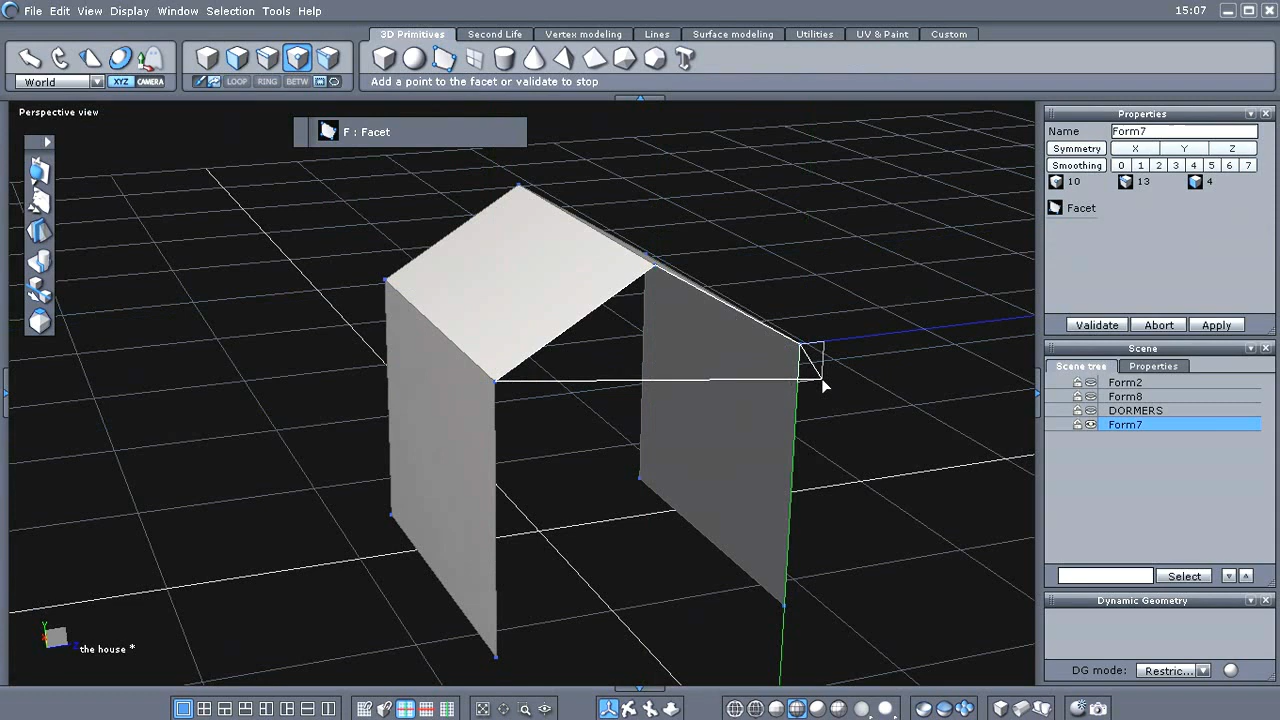 File Edit View Display Window Selection Tools Help 15:07
3D Primitives Second Life Vertex modeling Lines Surface modeling Utilities UV & Paint Custom
World XYZ CAMERA LOOP RING BETW Add a point to the facet or validate to stop
Perspective view
F : Facet
Properties
Name Form7
Symmetry X Y Z
Smoothing 0 1 2 3 4 5 6 7
10 13 4
Facet
Validate Abort Apply
Scene
Scene tree Properties
Form2
Form8
DORMERS
Form7
Select
Dynamic Geometry
Y
the house *
DG mode: Restric...